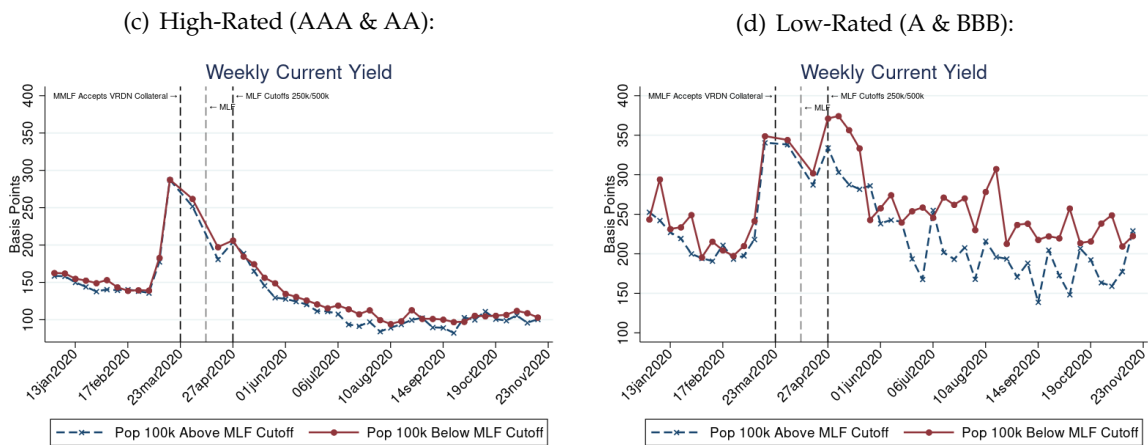 (c) High-Rated (AAA & AA):
Weekly Current Yield
MMLF Accepts VRDN Collateral →
← MLF Cutoffs 250k/500k
← MLF
Basis Points
400
350
300
250
200
150
100
13jan2020
17feb2020
23mar2020
27apr2020
01jun2020
06jul2020
10aug2020
14sep2020
19oct2020
23nov2020
Pop 100k Above MLF Cutoff
Pop 100k Below MLF Cutoff
(d) Low-Rated (A & BBB):
Weekly Current Yield
MMLF Accepts VRDN Collateral →
← MLF Cutoffs 250k/500k
← MLF
Basis Points
400
350
300
250
200
150
100
13jan2020
17feb2020
23mar2020
27apr2020
01jun2020
06jul2020
10aug2020
14sep2020
19oct2020
23nov2020
Pop 100k Above MLF Cutoff
Pop 100k Below MLF Cutoff